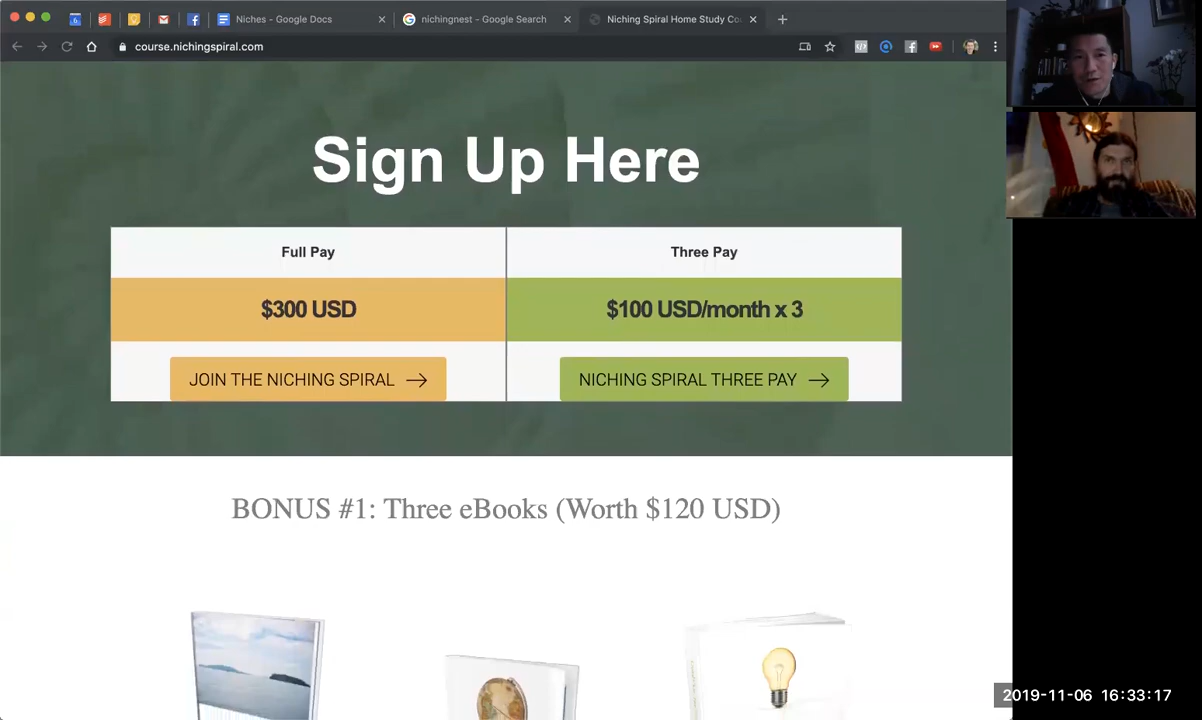 Niches - Google Docs
nichingnest - Google Search
Niching Spiral Home Study Co
course.nichingspiral.com
Sign Up Here
Full Pay
Three Pay
$300 USD
$100 USD/month x 3
JOIN THE NICHING SPIRAL
NICHING SPIRAL THREE PAY
BONUS #1: Three eBooks (Worth $120 USD)
2019-11-06 16:33:17